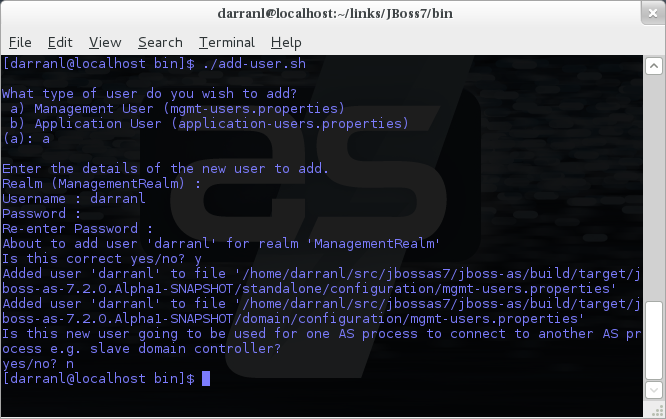 darranl@localhost:~/links/JBoss7/bin
File Edit View Search Terminal Help
[darranl@localhost bin]$ ./add-user.sh
What type of user do you wish to add?
a) Management User (mgmt-users.properties)
b) Application User (application-users.properties)
(a): a
Enter the details of the new user to add.
Realm (ManagementRealm) :
Username : darranl
Password :
Re-enter Password :
About to add user 'darranl' for realm 'ManagementRealm'
Is this correct yes/no? y
Added user 'darranl' to file '/home/darranl/src/jbossas7/jboss-as/build/target/j
boss-as-7.2.0.Alpha1-SNAPSHOT/standalone/configuration/mgmt-users.properties'
Added user 'darranl' to file '/home/darranl/src/jbossas7/jboss-as/build/target/j
boss-as-7.2.0.Alpha1-SNAPSHOT/domain/configuration/mgmt-users.properties'
Is this new user going to be used for one AS process to connect to another AS pr
ocess e.g. slave domain controller?
yes/no? n
[darranl@localhost bin]$
as7